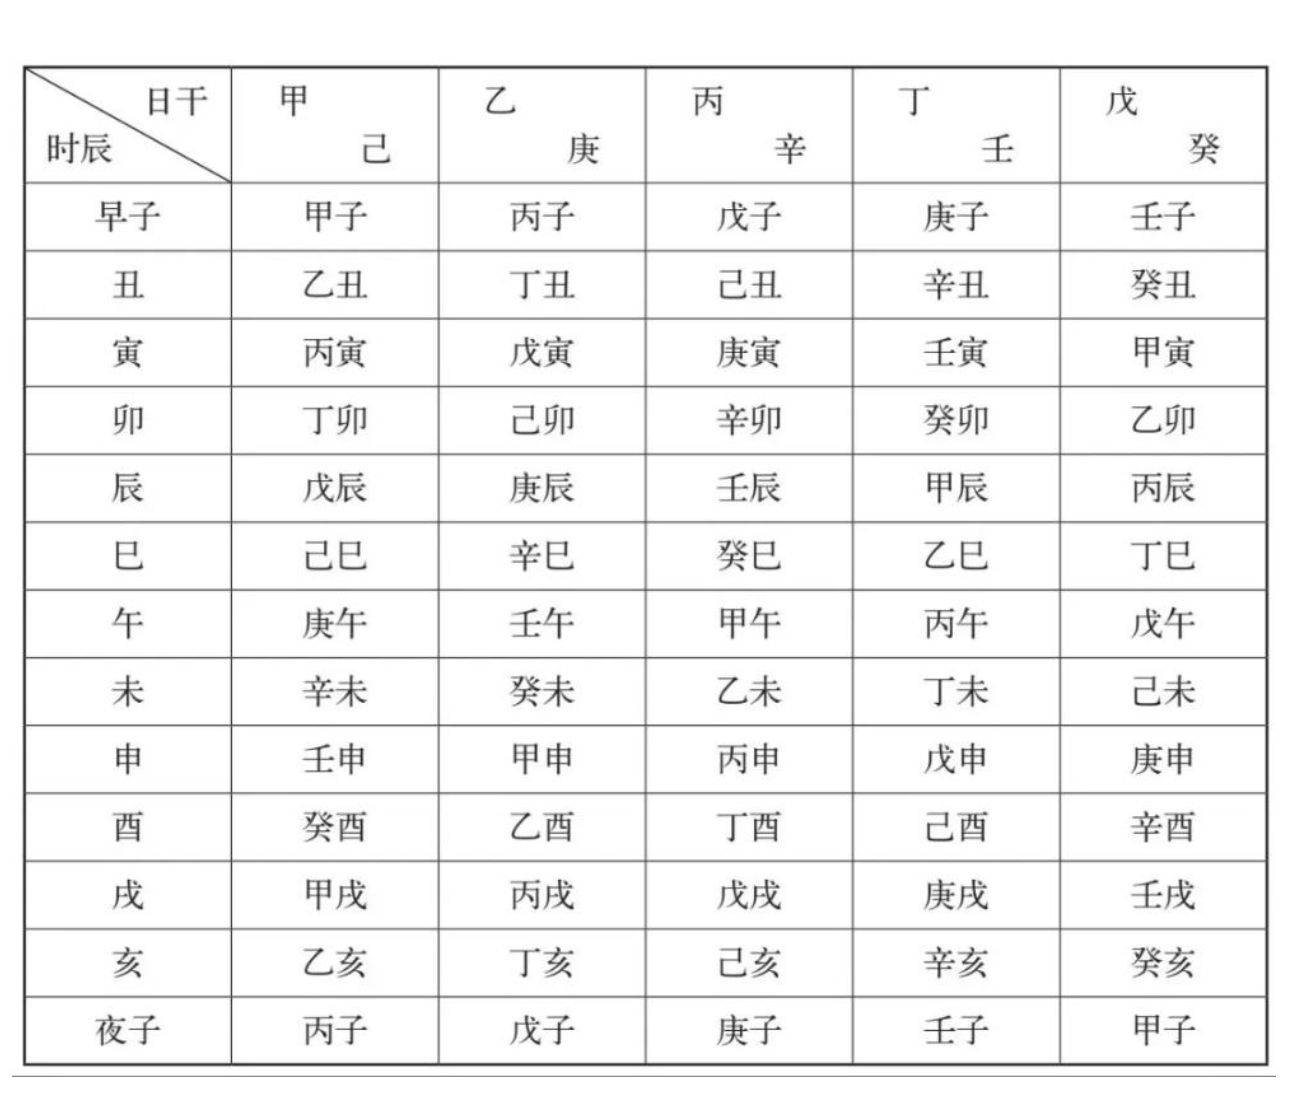 日干 甲 乙 丙 丁 戊
时辰 己 庚 辛 壬 癸
早子 甲子 丙子 戊子 庚子 壬子
丑 乙丑 丁丑 己丑 辛丑 癸丑
寅 丙寅 戊寅 庚寅 壬寅 甲寅
卯 丁卯 己卯 辛卯 癸卯 乙卯
辰 戊辰 庚辰 壬辰 甲辰 丙辰
巳 己巳 辛巳 癸巳 乙巳 丁巳
午 庚午 壬午 甲午 丙午 戊午
未 辛未 癸未 乙未 丁未 己未
申 壬申 甲申 丙申 戊申 庚申
酉 癸酉 乙酉 丁酉 己酉 辛酉
戌 甲戌 丙戌 戊戌 庚戌 壬戌
亥 乙亥 丁亥 己亥 辛亥 癸亥
夜子 丙子 戊子 庚子 壬子 甲子